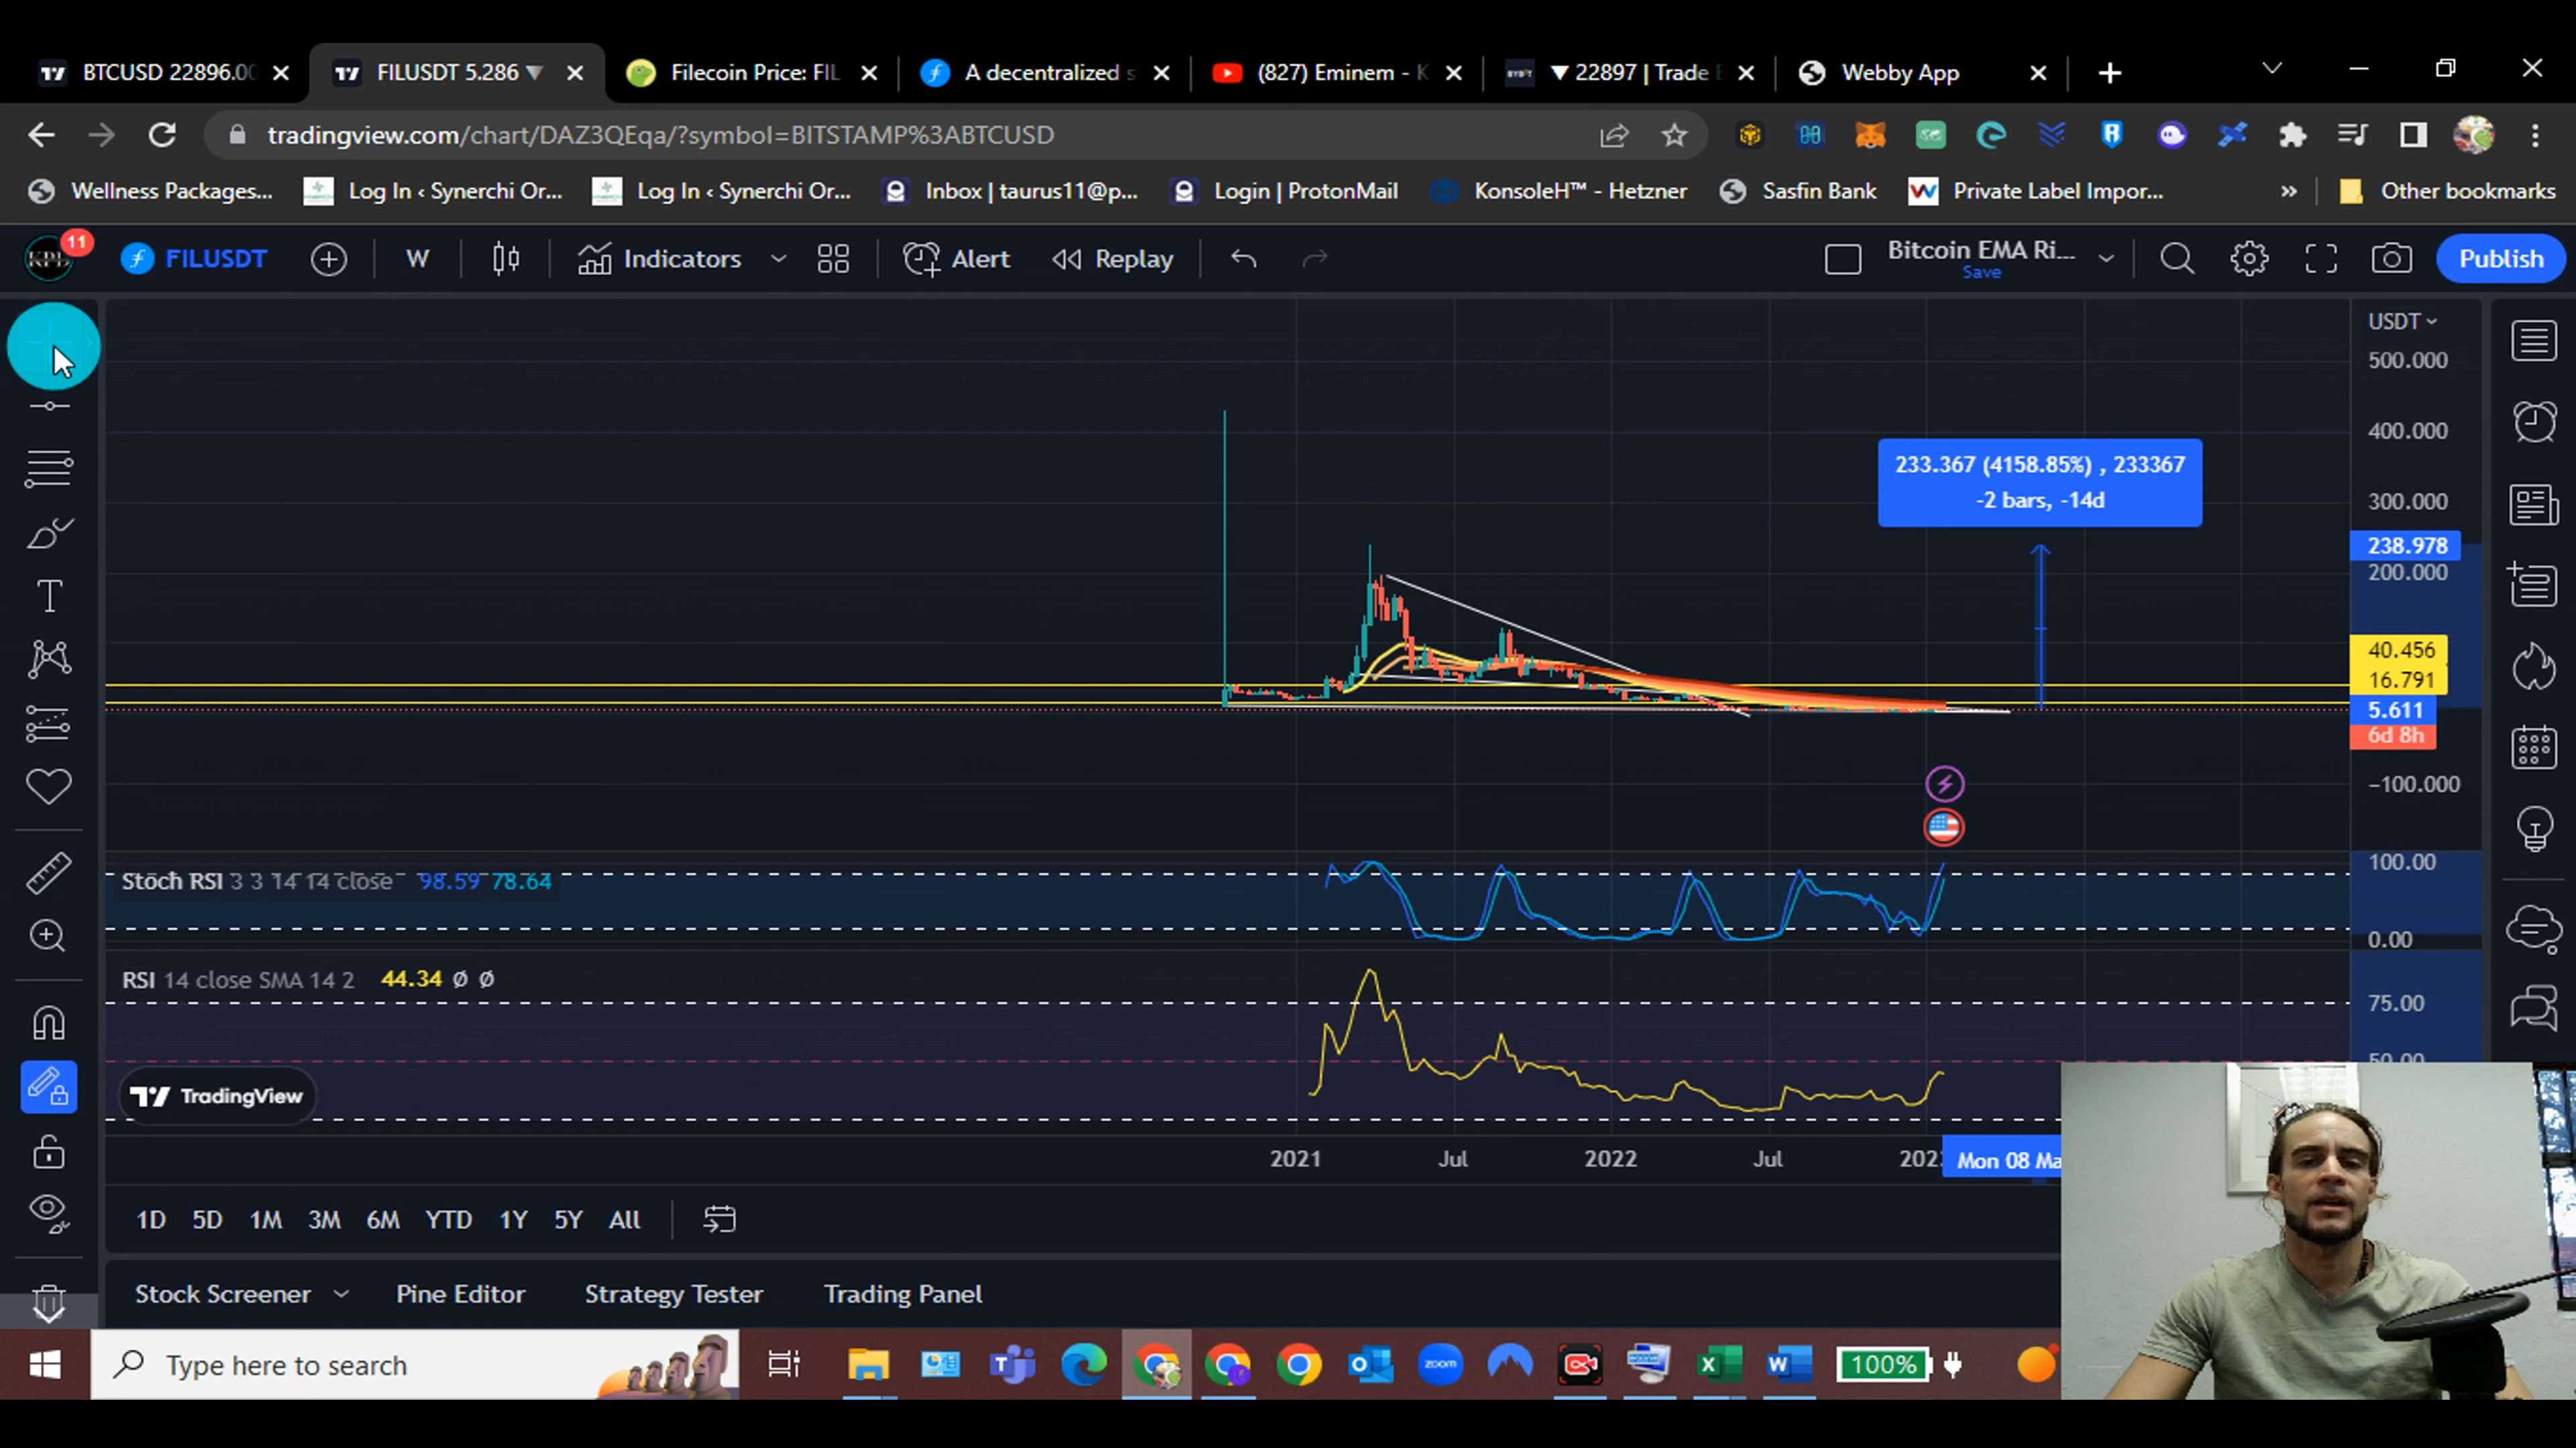 BTCUSD 22896.00
FILUSDT 5.286
Filecoin Price: FIL
A decentralized s
(827) Eminem - K
▼ 22897 | Trade
Webby App
tradingview.com/chart/DAZ3QEqa/?symbol=BITSTAMP%3ABTCUSD
Wellness Packages...
Log In ‹ Synerchi Or...
Log In ‹ Synerchi Or...
Inbox | taurus11@p...
Login | ProtonMail
KonsoleH™ - Hetzner
Sasfin Bank
Private Label Impor...
» Other bookmarks
11
FILUSDT
W
Indicators
Alert
Replay
Bitcoin EMA Ri...
Save
Publish
USDT
500.000
400.000
300.000
238.978
200.000
40.456
16.791
5.611
6d 8h
−100.000
233.367 (4158.85%) , 233367
-2 bars, -14d
Stoch RSI 3 3 14 14 close 98.59 78.64
100.00
0.00
RSI 14 close SMA 14 2 44.34 Ø Ø
75.00
50.00
TradingView
2021 Jul 2022 Jul 202 Mon 08 Ma
1D 5D 1M 3M 6M YTD 1Y 5Y All
Stock Screener Pine Editor Strategy Tester Trading Panel
Type here to search
zoom
100%